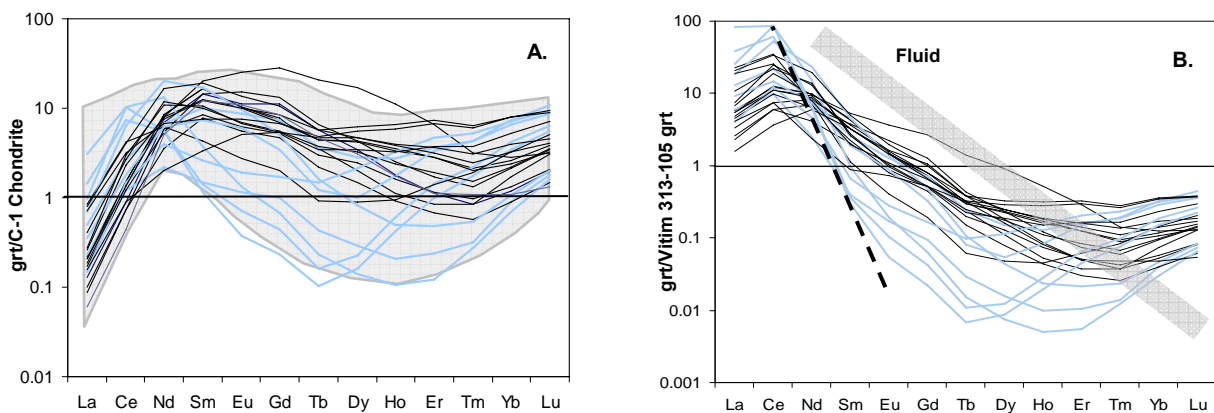 A.
grt/C-1 Chondrite
100
10
1
0.1
0.01
La Ce Nd Sm Eu Gd Tb Dy Ho Er Tm Yb Lu
B.
Fluid
grt/Vitim 313-105 grt
100
10
1
0.1
0.01
0.001
La Ce Nd Sm Eu Gd Tb Dy Ho Er Tm Yb Lu